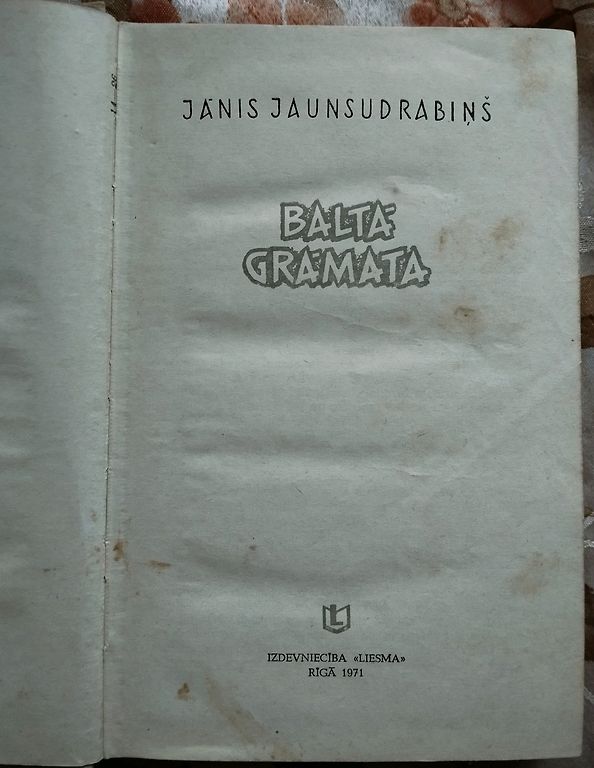 JĀNIS JAUNSUDRABIŅŠ
BALTĀ
GRĀMATA
L
IZDEVNIECĪBA «LIESMA»
RĪGĀ 1971